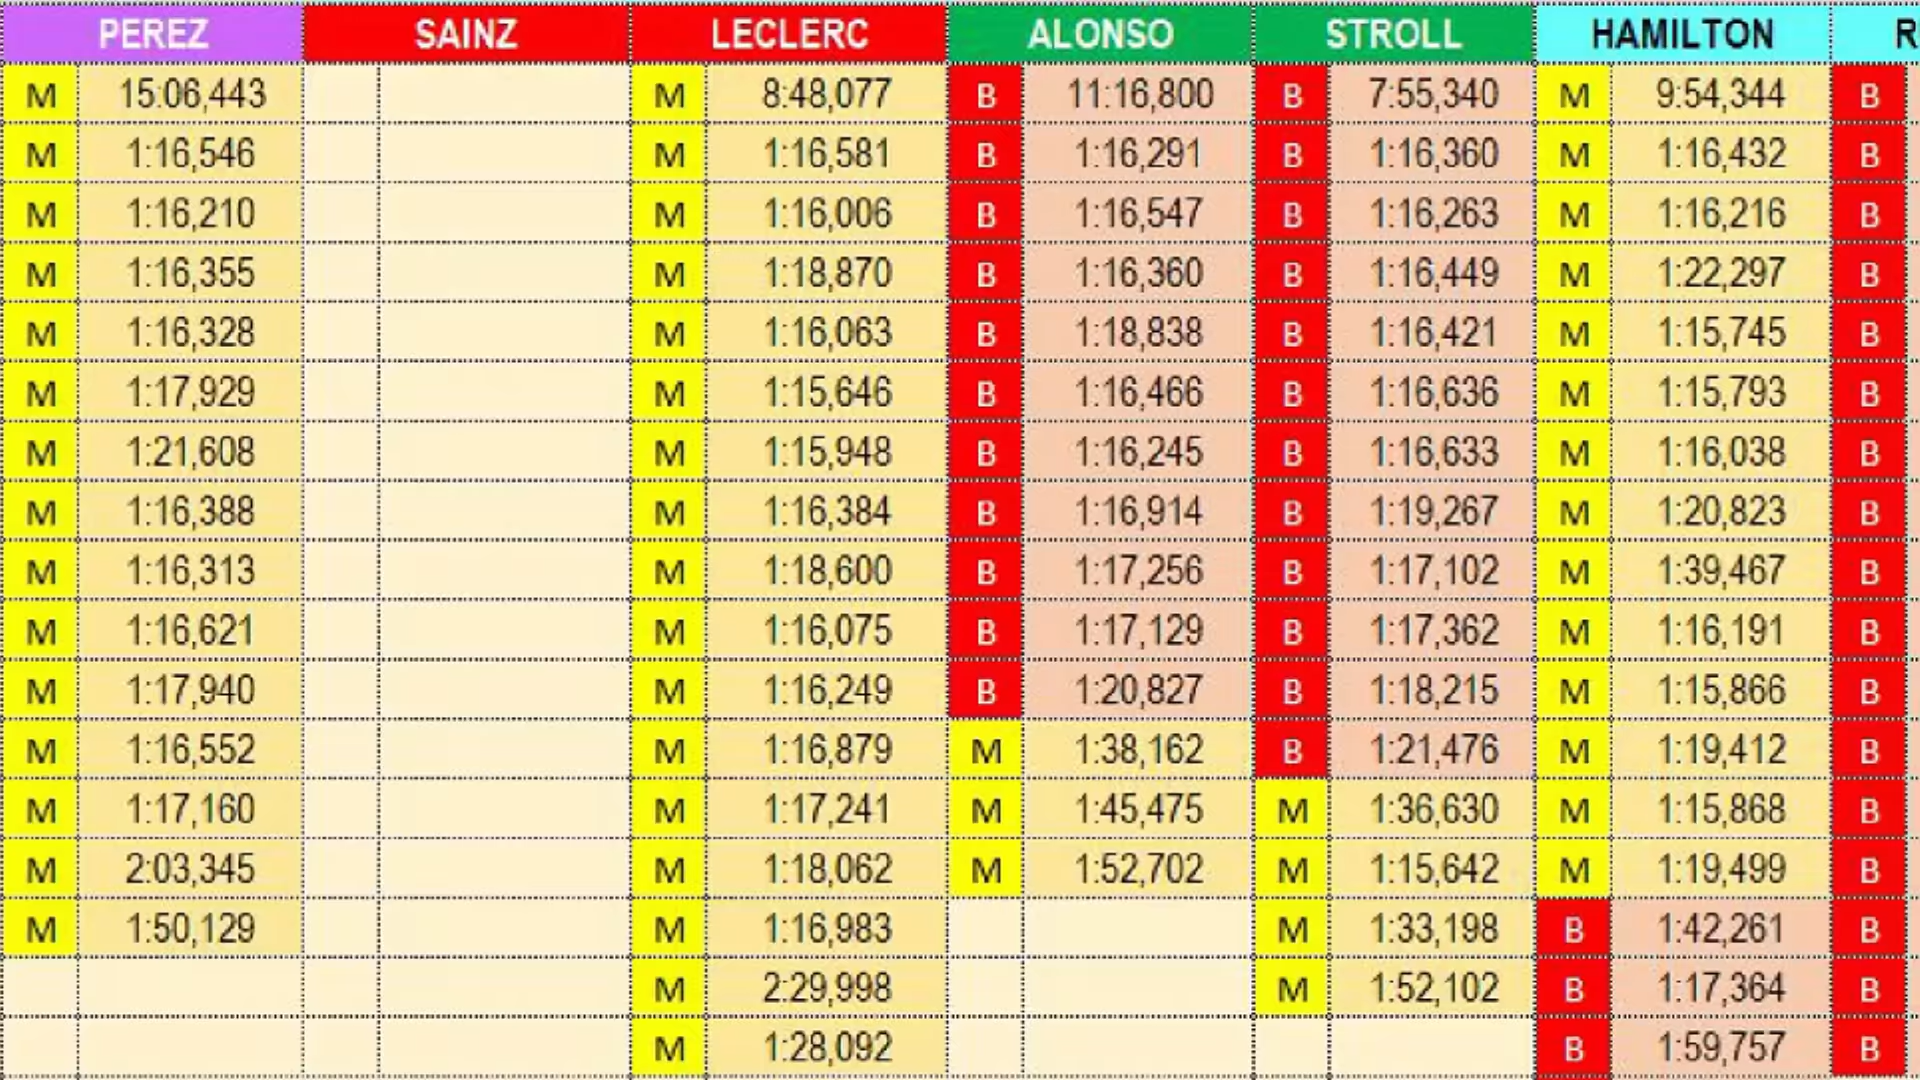 PEREZ SAINZ LECLERC ALONSO STROLL HAMILTON R
M 15:06,443 M 8:48,077 B 11:16,800 B 7:55,340 M 9:54,344 B
M 1:16,546 M 1:16,581 B 1:16,291 B 1:16,360 M 1:16,432 B
M 1:16,210 M 1:16,006 B 1:16,547 B 1:16,263 M 1:16,216 B
M 1:16,355 M 1:18,870 B 1:16,360 B 1:16,449 M 1:22,297 B
M 1:16,328 M 1:16,063 B 1:18,838 B 1:16,421 M 1:15,745 B
M 1:17,929 M 1:15,646 B 1:16,466 B 1:16,636 M 1:15,793 B
M 1:21,608 M 1:15,948 B 1:16,245 B 1:16,633 M 1:16,038 B
M 1:16,388 M 1:16,384 B 1:16,914 B 1:19,267 M 1:20,823 B
M 1:16,313 M 1:18,600 B 1:17,256 B 1:17,102 M 1:39,467 B
M 1:16,621 M 1:16,075 B 1:17,129 B 1:17,362 M 1:16,191 B
M 1:17,940 M 1:16,249 B 1:20,827 B 1:18,215 M 1:15,866 B
M 1:16,552 M 1:16,879 M 1:38,162 B 1:21,476 M 1:19,412 B
M 1:17,160 M 1:17,241 M 1:45,475 M 1:36,630 M 1:15,868 B
M 2:03,345 M 1:18,062 M 1:52,702 M 1:15,642 M 1:19,499 B
M 1:50,129 M 1:16,983 M 1:33,198 B 1:42,261 B
M 2:29,998 M 1:52,102 B 1:17,364 B
M 1:28,092 B 1:59,757 B